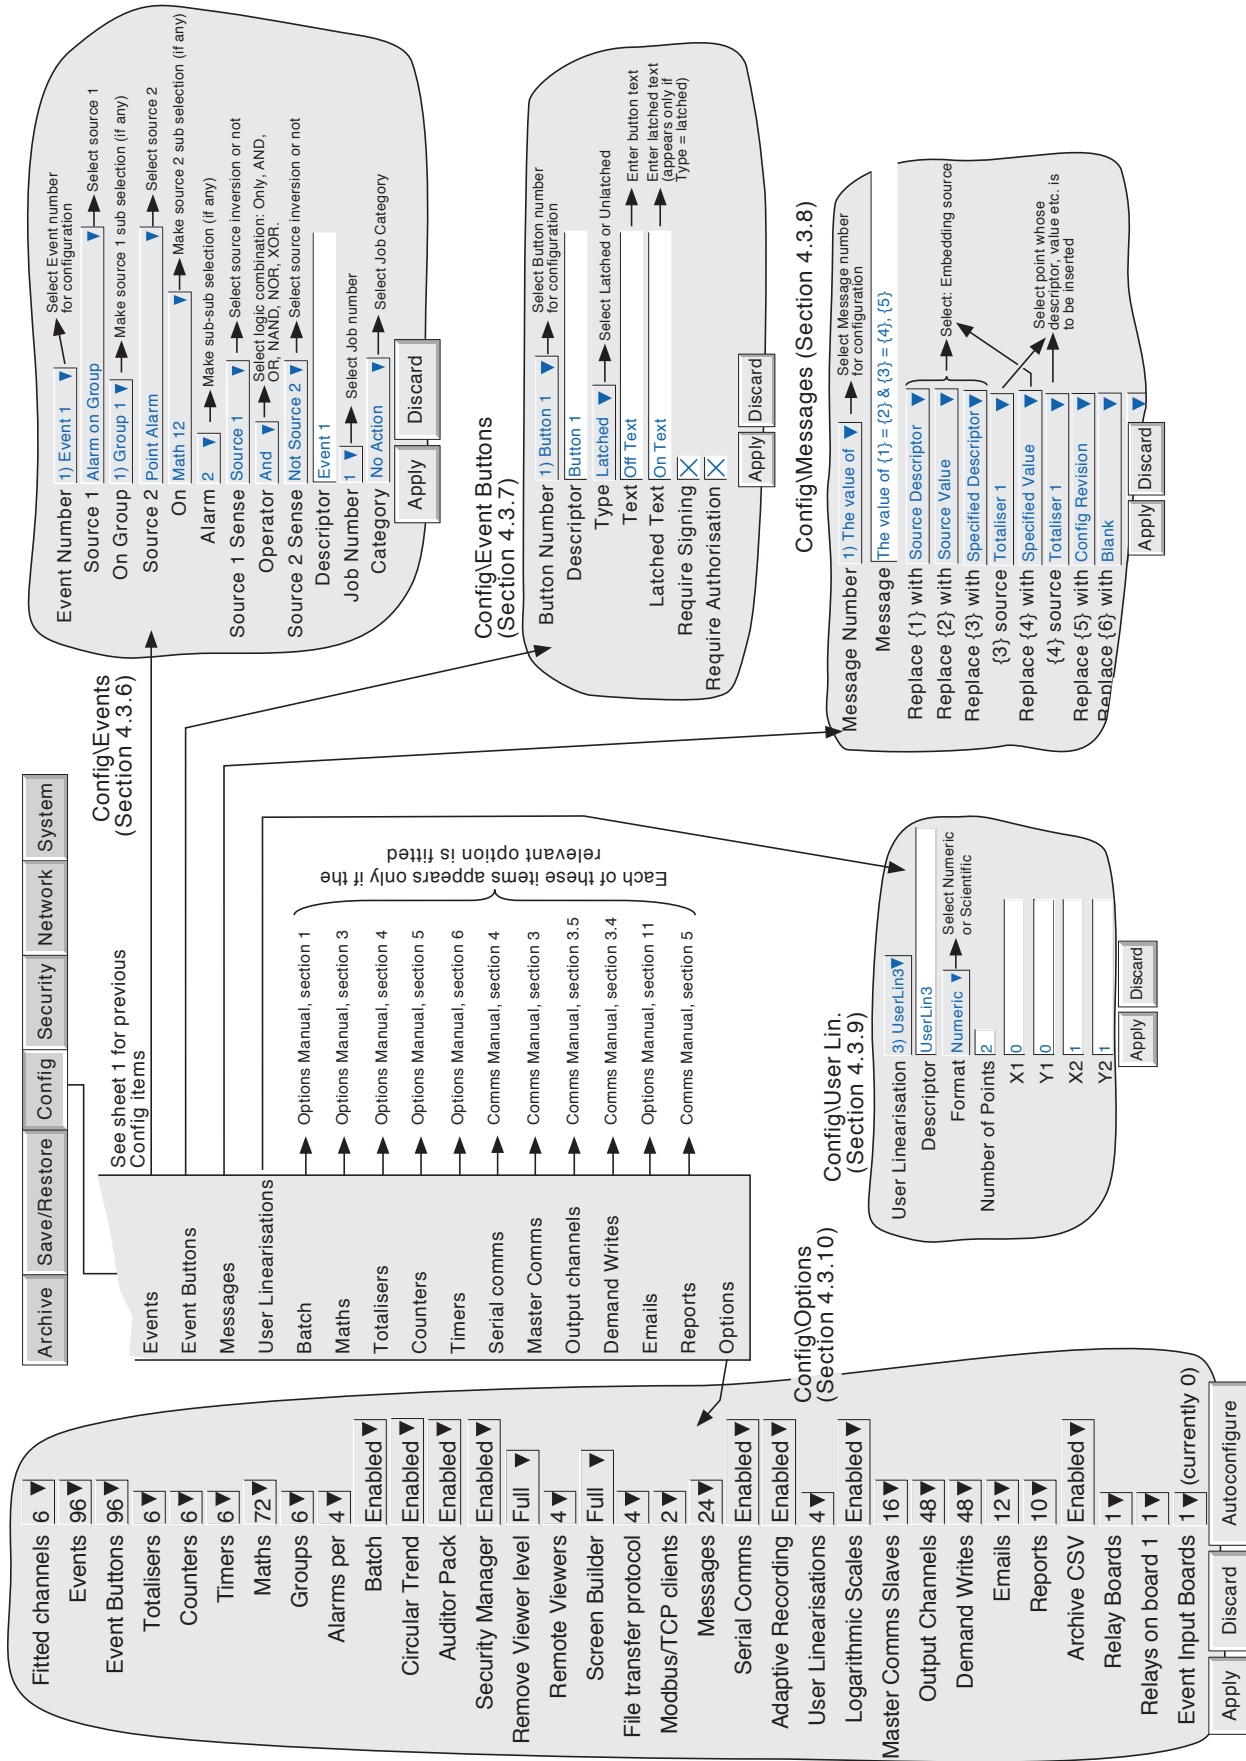 Archive
Save/Restore
Config
Security
Network
System
See sheet 1 for previous
Config items
Events
Event Buttons
Messages
User Linearisations
Batch
Maths
Totalisers
Counters
Timers
Serial comms
Master Comms
Output channels
Demand Writes
Emails
Reports
Options
Options Manual, section 1
Options Manual, section 3
Options Manual, section 4
Options Manual, section 5
Options Manual, section 6
Comms Manual, section 4
Comms Manual, section 3
Comms Manual, section 3.5
Comms Manual, section 3.4
Options Manual, section 11
Comms Manual, section 5
Each of these items appears only if the
relevant option is fitted
Config\Events
(Section 4.3.6)
Event Number 1) Event 1 Select Event number
for configuration
Source 1 Alarm on Group Select source 1
On Group 1) Group 1 Make source 1 sub selection (if any)
Source 2 Point Alarm Select source 2
On Math 12 Make source 2 sub selection (if any)
Alarm 2 Make sub-sub selection (if any)
Source 1 Sense Source 1 Select source inversion or not
Operator And Select logic combination: Only, AND,
OR, NAND, NOR, XOR.
Source 2 Sense Not Source 2 Select source inversion or not
Descriptor Event 1
Job Number 1 Select Job number
Category No Action Select Job Category
Apply Discard
Config\Event Buttons
(Section 4.3.7)
Button Number 1) Button 1 Select Button number
for configuration
Descriptor Button 1
Type Latched Select Latched or Unlatched
Text Off Text Enter button text
Latched Text On Text Enter latched text
(appears only if
Type = latched)
Require Signing
Require Authorisation
Apply Discard
Config\Messages (Section 4.3.8)
Message Number 1) The value of Select Message number
for configuration
Message The value of {1} = {2} & {3} = {4}, {5}
Replace {1} with Source Descriptor
Replace {2} with Source Value Select: Embedding source
Replace {3} with Specified Descriptor
{3} source Totaliser 1 Select point whose
descriptor, value etc. is
to be inserted
Replace {4} with Specified Value
{4} source Totaliser 1
Replace {5} with Config Revision
Replace {6} with Blank
Apply Discard
Config\User Lin.
(Section 4.3.9)
User Linearisation 3) UserLin3
Descriptor UserLin3
Format Numeric Select Numeric
or Scientific
Number of Points 2
X1 0
Y1 0
X2 1
Y2 1
Apply Discard
Config\Options
(Section 4.3.10)
Fitted channels 6
Events 96
Event Buttons 96
Totalisers 6
Counters 6
Timers 6
Maths 72
Groups 6
Alarms per 4
Batch Enabled
Circular Trend Enabled
Auditor Pack Enabled
Security Manager Enabled
Remove Viewer level Full
Remote Viewers 4
Screen Builder Full
File transfer protocol 4
Modbus/TCP clients 2
Messages 24
Serial Comms Enabled
Adaptive Recording Enabled
User Linearisations 4
Logarithmic Scales Enabled
Master Comms Slaves 16
Output Channels 48
Demand Writes 48
Emails 12
Reports 10
Archive CSV Enabled
Relay Boards 1
Relays on board 1 1
Event Input Boards 1 (currently 0)
Apply Discard Autoconfigure